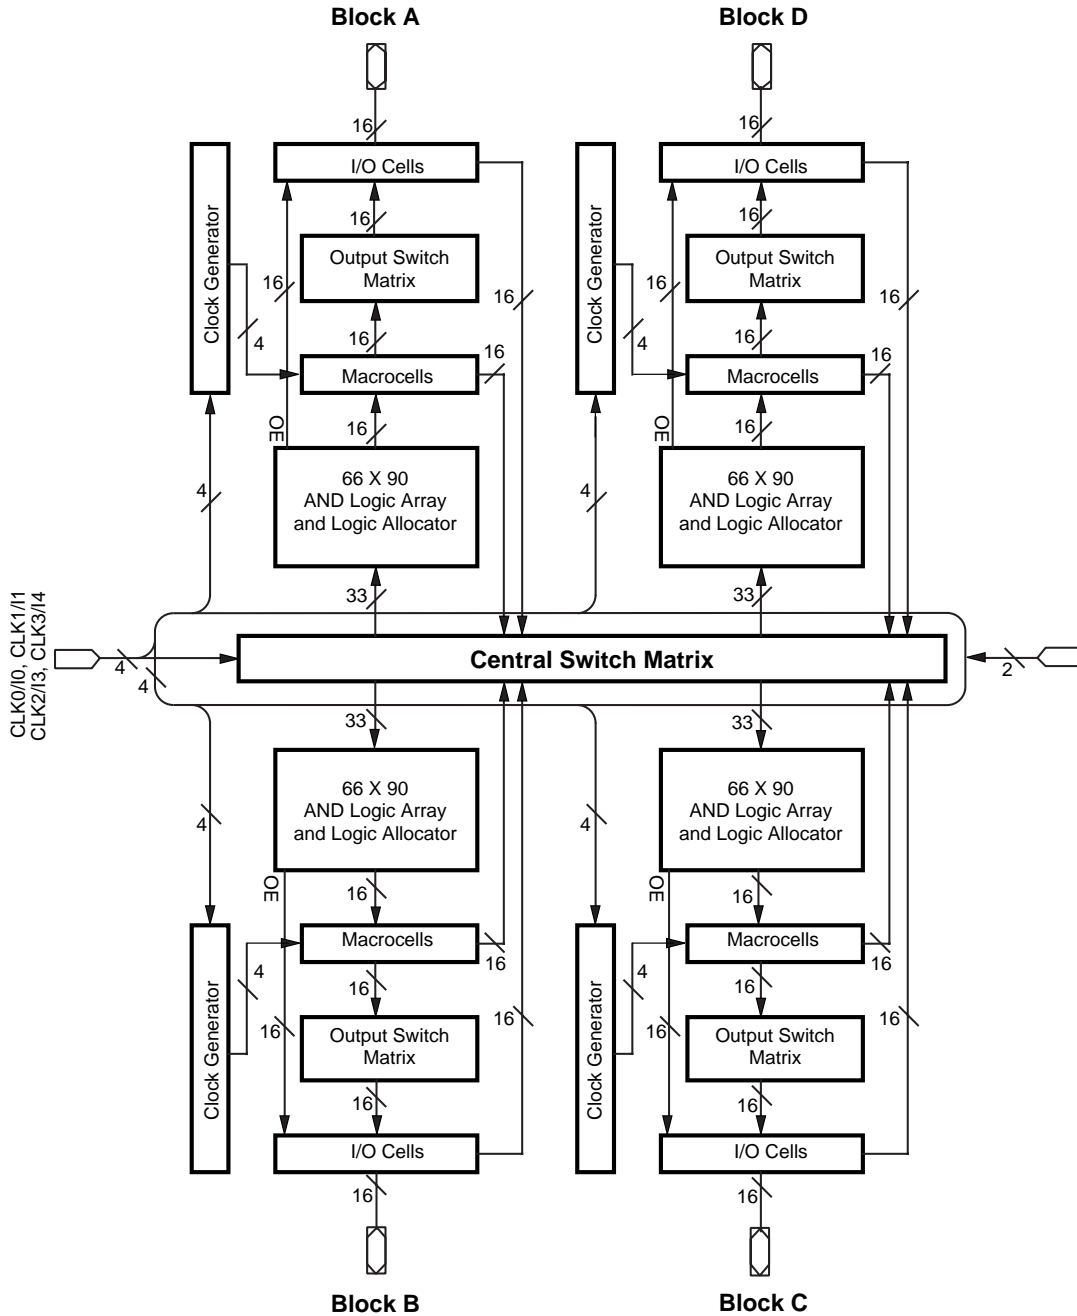 Block A
Block D
16
16
I/O Cells
I/O Cells
Clock Generator
Clock Generator
16
16
Output Switch
Matrix
Output Switch
Matrix
16
16
16
16
4
4
16
16
16
16
Macrocells
Macrocells
OE
OE
16
16
66 X 90
AND Logic Array
and Logic Allocator
66 X 90
AND Logic Array
and Logic Allocator
4
4
33
33
CLK0/I0, CLK1/I1
CLK2/I3, CLK3/I4
4
4
Central Switch Matrix
2
33
33
66 X 90
AND Logic Array
and Logic Allocator
66 X 90
AND Logic Array
and Logic Allocator
4
4
OE
OE
16
16
Macrocells
Macrocells
16
16
4
4
16
16
Clock Generator
Clock Generator
16
16
16
16
Output Switch
Matrix
Output Switch
Matrix
16
16
I/O Cells
I/O Cells
16
16
Block B
Block C